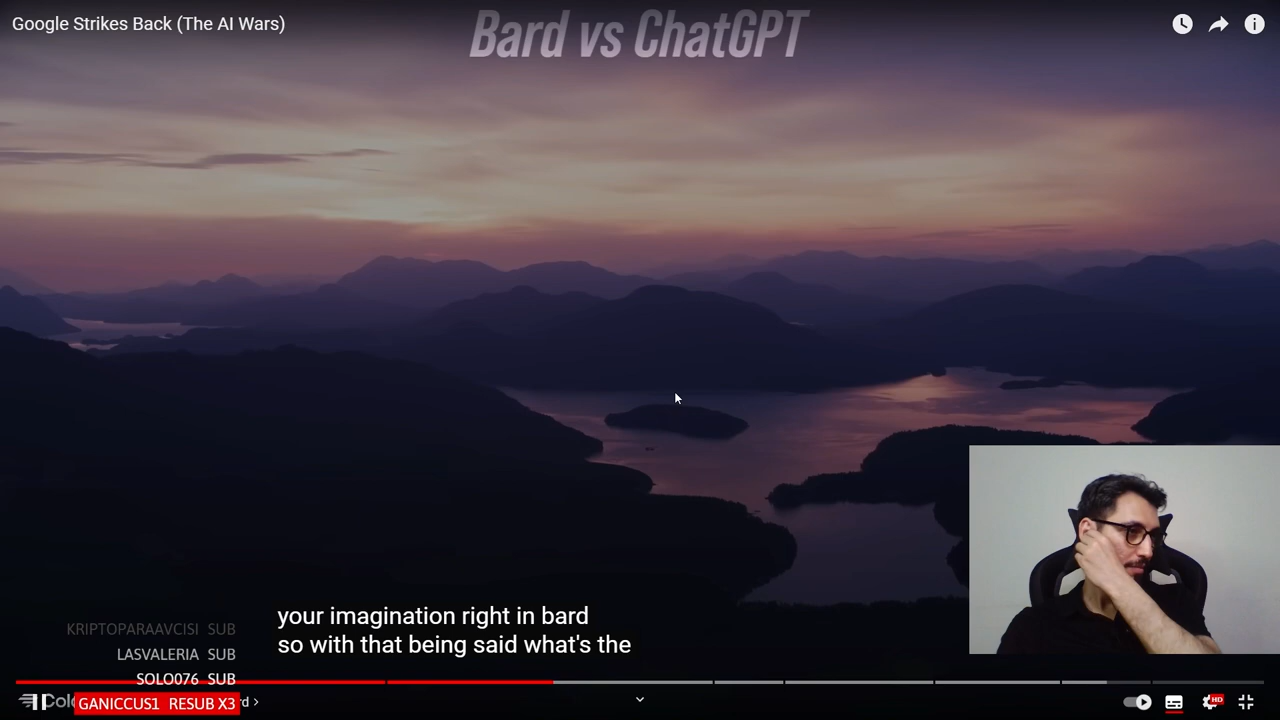 Google Strikes Back (The AI Wars)
Bard vs ChatGPT
your imagination right in bard
so with that being said what's the
KRIPTOPARAAVCISI SUB
LASVALERIA SUB
SOLO076 SUB
GANICCUS1 RESUB X3
HD